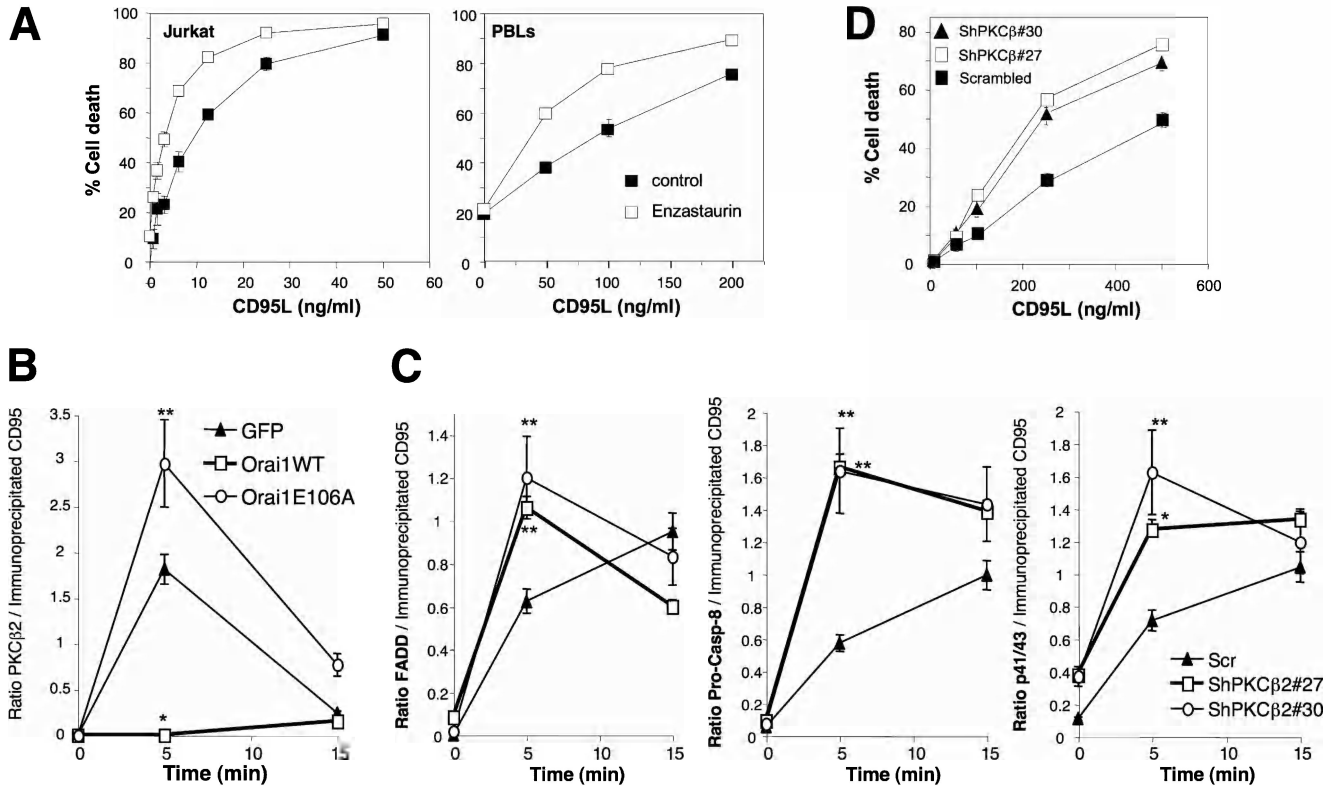 A
Jurkat
% Cell death
100
80
60
40
20
0
0 10 20 30 40 50 60
CD95L (ng/ml)
PBLs
100
80
60
40
20
0
control
Enzastaurin
0 50 100 150 200
CD95L (ng/ml)
D
ShPKCβ#30
ShPKCβ#27
Scrambled
% Cell death
80
60
40
20
0
0 200 400 600
CD95L (ng/ml)
B
Ratio PKCβ2 / Immunoprecipitated CD95
3.5
3
2.5
2
1.5
1
0.5
0
**
*
GFP
Orai1WT
Orai1E106A
0 5 10 15
Time (min)
C
Ratio FADD / Immunoprecipitated CD95
1.4
1.2
1
0.8
0.6
0.4
0.2
0
**
**
0 5 10 15
Time (min)
Ratio Pro-Casp-8 / Immunoprecipitated CD95
2
1.8
1.6
1.4
1.2
1
0.8
0.6
0.4
0.2
0
**
**
0 5 10 15
Time (min)
Ratio p41/43 / Immunoprecipitated CD95
2
1.8
1.6
1.4
1.2
1
0.8
0.6
0.4
0.2
0
**
*
Scr
ShPKCβ2#27
ShPKCβ2#30
0 5 10 15
Time (min)